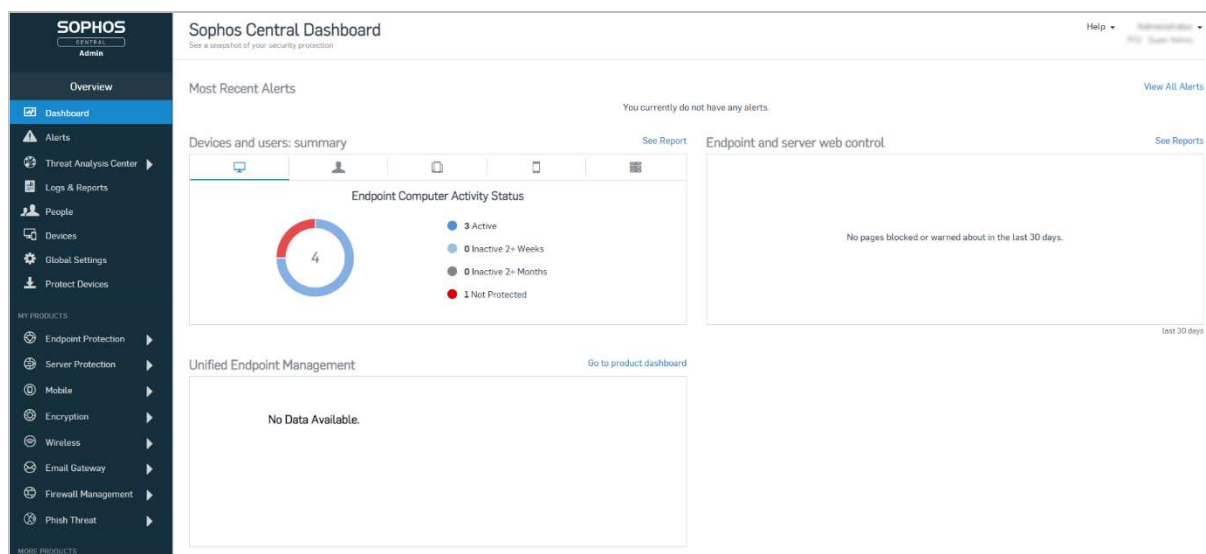 SOPHOS
CENTRAL
Admin
Overview
Dashboard
Alerts
Threat Analysis Center
Logs & Reports
People
Devices
Global Settings
Protect Devices
MY PRODUCTS
Endpoint Protection
Server Protection
Mobile
Encryption
Wireless
Email Gateway
Firewall Management
Phish Threat
MORE PRODUCTS
Sophos Central Dashboard
See a snapshot of your security protection
Help
Most Recent Alerts
View All Alerts
You currently do not have any alerts.
Devices and users: summary
See Report
Endpoint Computer Activity Status
4
3 Active
0 Inactive 2+ Weeks
0 Inactive 2+ Months
1 Not Protected
Endpoint and server web control
See Reports
No pages blocked or warned about in the last 30 days.
last 30 days
Unified Endpoint Management
Go to product dashboard
No Data Available.